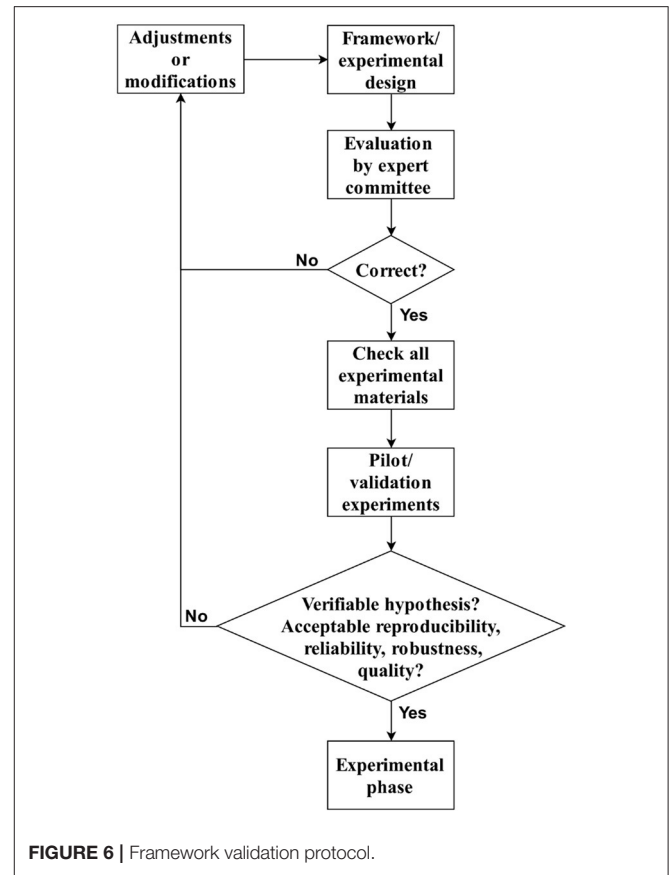 Adjustments
or
modifications
Framework/
experimental
design
Evaluation
by expert
committee
No
Correct?
Yes
Check all
experimental
materials
Pilot/
validation
experiments
Verifiable hypothesis?
Acceptable reproducibility,
reliability, robustness,
quality?
No
Yes
Experimental
phase
FIGURE 6 | Framework validation protocol.